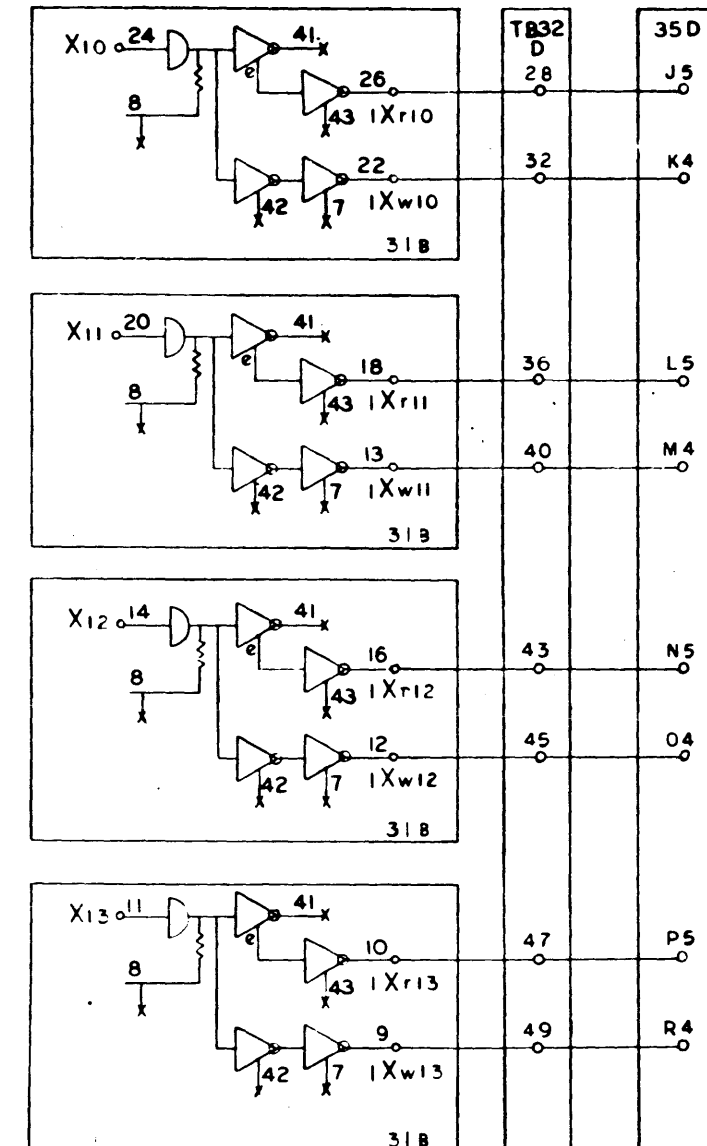 TB32 35D
D
X10 24 41
e 26 28 J5
8 43 1Xr10
22 32 K4
42 7 1Xw10
31B
X11 20 41
e 18 36 L5
8 43 1Xr11
13 40 M4
42 7 1Xw11
31B
X12 14 41
e 16 43 N5
8 43 1Xr12
12 45 O4
42 7 1Xw12
31B
X13 11 41
e 10 47 P5
8 43 1Xr13
9 49 R4
42 7 1Xw13
31B